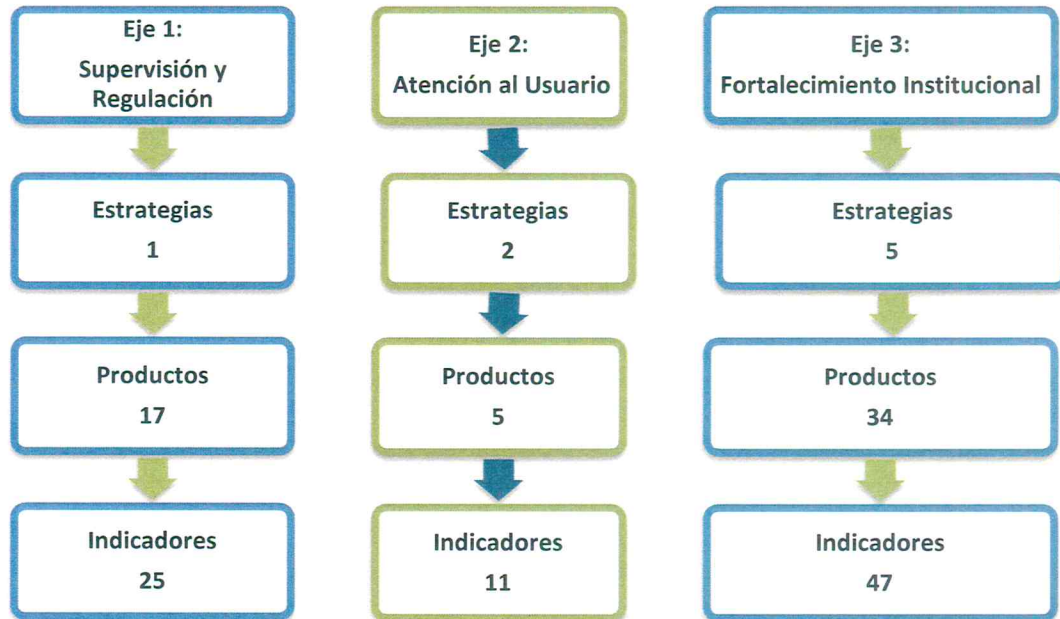 Eje 1:
Supervisión y
Regulación
Estrategias
1
Productos
17
Indicadores
25
Eje 2:
Atención al Usuario
Estrategias
2
Productos
5
Indicadores
11
Eje 3:
Fortalecimiento Institucional
Estrategias
5
Productos
34
Indicadores
47